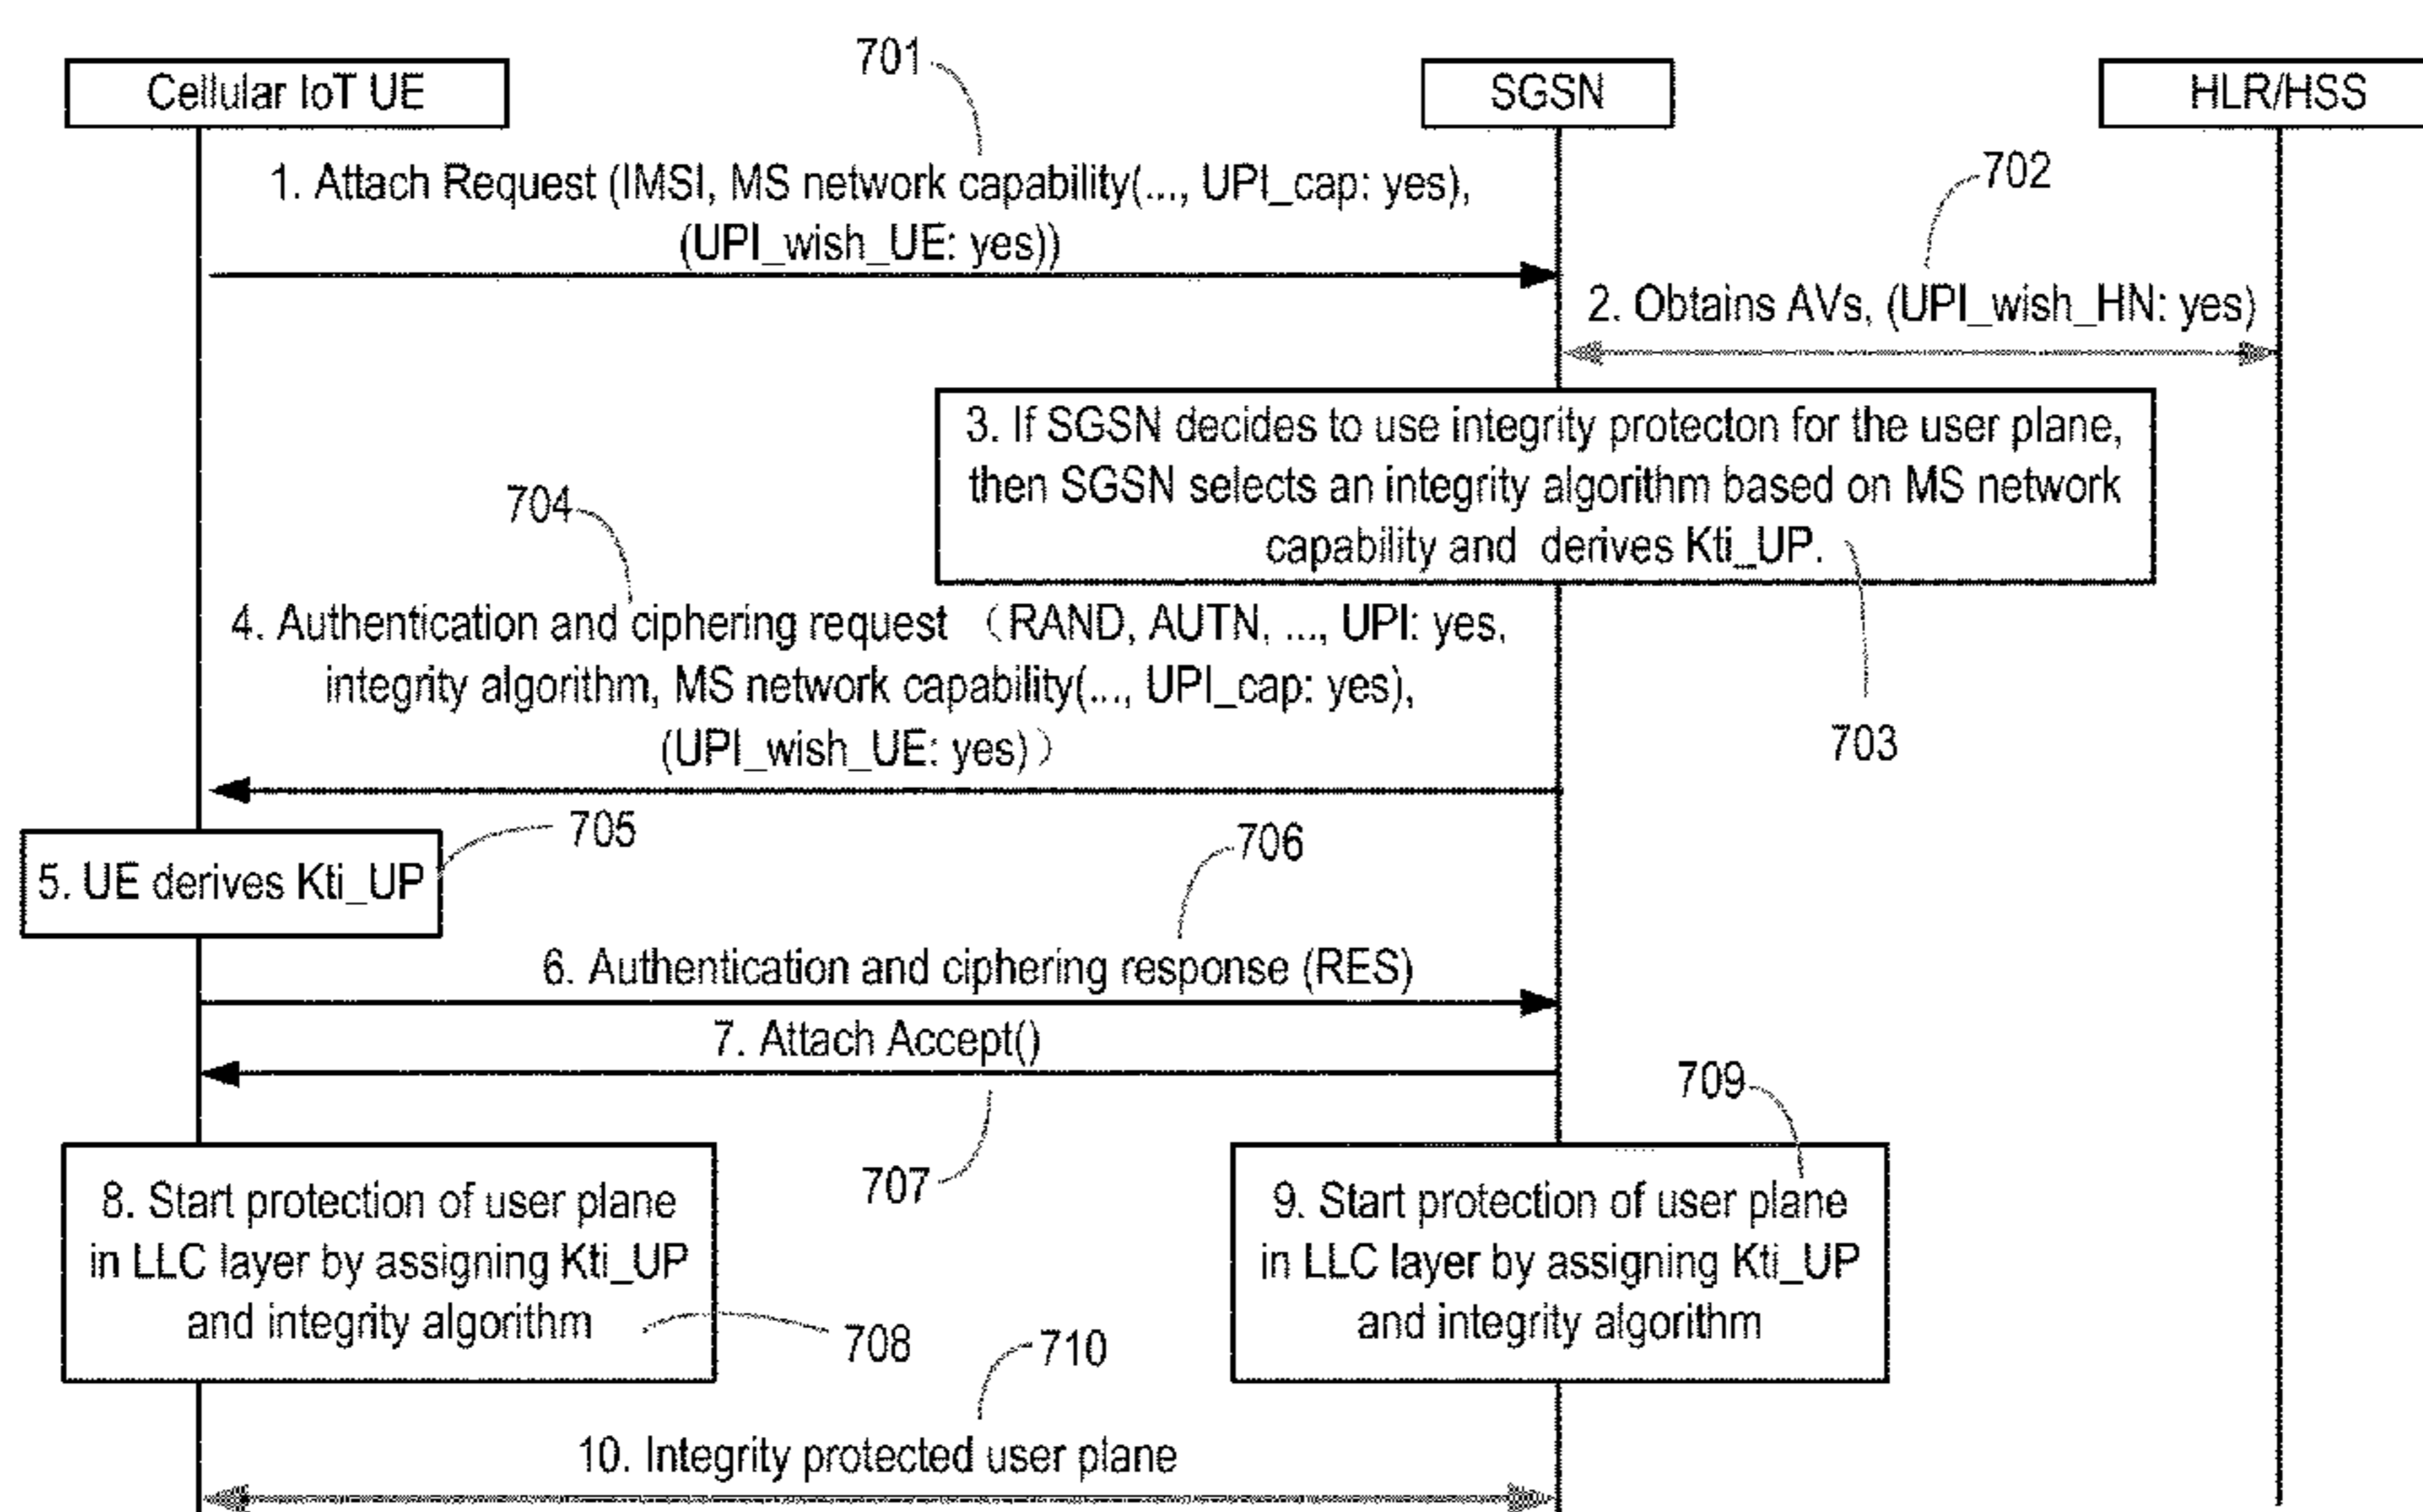 Cellular IoT UE
701
SGSN
HLR/HSS
1. Attach Request (IMSI, MS network capability(..., UPI_cap: yes),
(UPI_wish_UE: yes))
702
2. Obtains AVs, (UPI_wish_HN: yes)
3. If SGSN decides to use integrity protecton for the user plane,
then SGSN selects an integrity algorithm based on MS network
capability and derives Kti_UP.
704
4. Authentication and ciphering request （RAND, AUTN, ..., UPI: yes,
integrity algorithm, MS network capability(..., UPI_cap: yes),
(UPI_wish_UE: yes)）
703
705
5. UE derives Kti_UP
706
6. Authentication and ciphering response (RES)
7. Attach Accept()
707
709
8. Start protection of user plane
in LLC layer by assigning Kti_UP
and integrity algorithm
708
9. Start protection of user plane
in LLC layer by assigning Kti_UP
and integrity algorithm
710
10. Integrity protected user plane